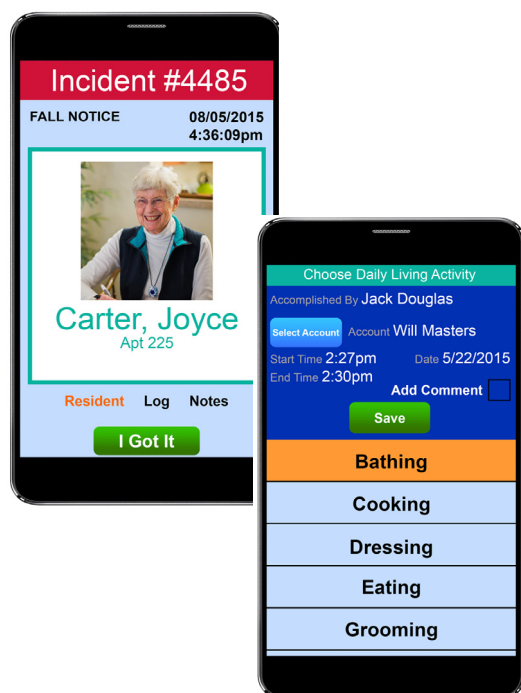 Incident #4485
FALL NOTICE 08/05/2015
4:36:09pm
Carter, Joyce
Apt 225
Resident Log Notes
I Got It
Choose Daily Living Activity
Accomplished By Jack Douglas
Select Account Account Will Masters
Start Time 2:27pm Date 5/22/2015
End Time 2:30pm
Add Comment
Save
Bathing
Cooking
Dressing
Eating
Grooming